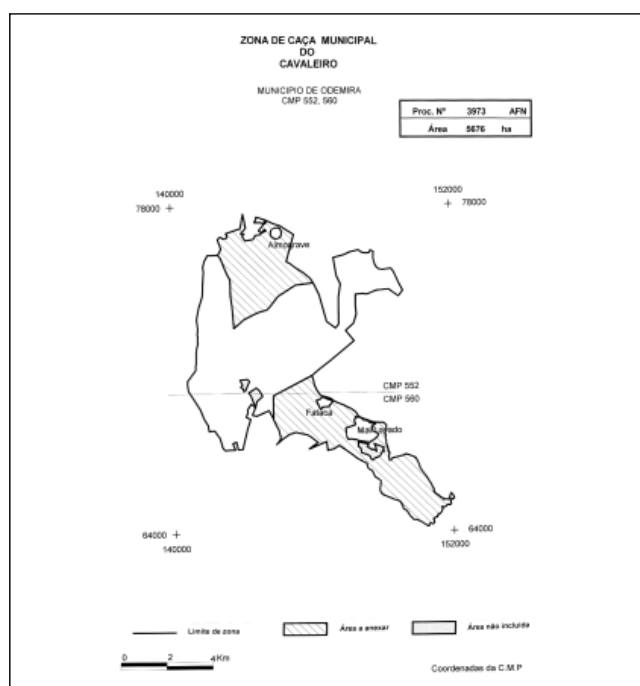 ZONA DE CAÇA MUNICIPAL
DO
CAVALEIRO
MUNICIPIO DE ODEMIRA
CMP 552, 560
Proc. Nº 3973 AFN
Área 5676 ha
140000
78000
152000
78000
Almograve
CMP 552
CMP 560
Fataca
64000
140000
64000
152000
Limite de zona
Área a anexar
Área não incluída
0 2 4 Km
Coordenadas da C.M.P